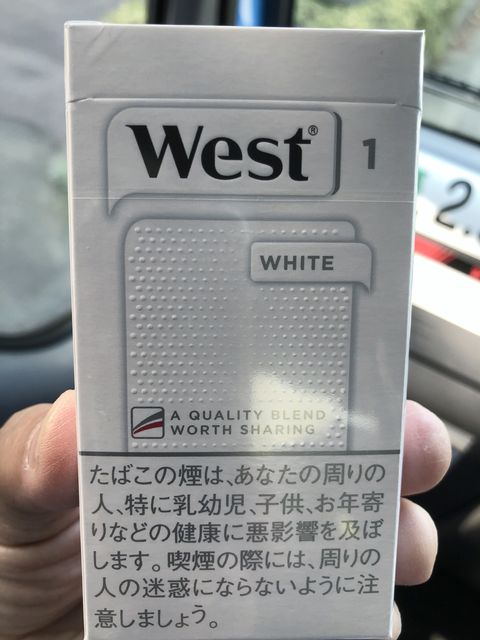 West® 1
WHITE
A QUALITY BLEND
WORTH SHARING
たばこの煙は、あなたの周りの
人、特に乳幼児、子供、お年寄
りなどの健康に悪影響を及ぼ
します。喫煙の際には、周りの
人の迷惑にならないように注
意しましょう。
2.